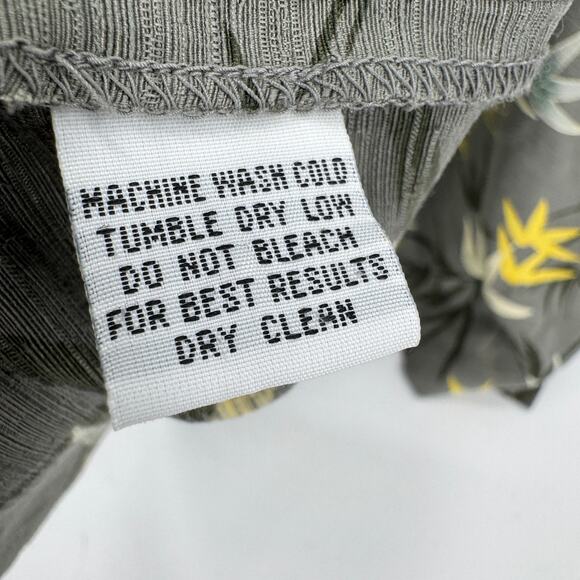 MACHINE WASH COLD
TUMBLE DRY LOW
DO NOT BLEACH
FOR BEST RESULTS
DRY CLEAN